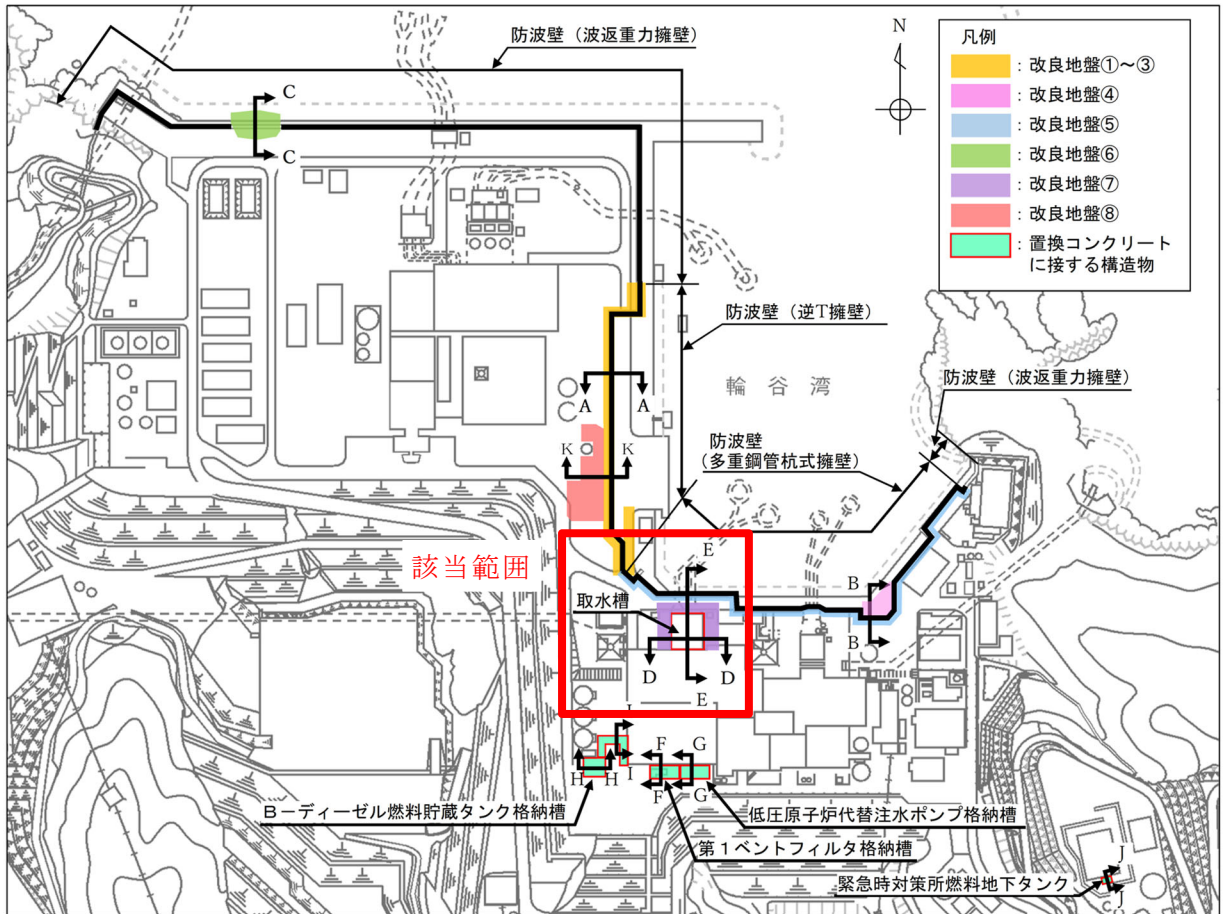 防波壁（波返重力擁壁）
N
凡例
：改良地盤①～③
：改良地盤④
：改良地盤⑤
：改良地盤⑥
：改良地盤⑦
：改良地盤⑧
：置換コンクリート
に接する構造物
C
C
防波壁（逆T擁壁）
輪谷湾
防波壁（波返重力擁壁）
A
A
防波壁
（多重鋼管杭式擁壁）
K
K
該当範囲
E
取水槽
B
B
D
D
E
I
I
H
H
F
G
F
G
B－ディーゼル燃料貯蔵タンク格納槽
低圧原子炉代替注水ポンプ格納槽
第1ベントフィルタ格納槽
緊急時対策所燃料地下タンク
J
J